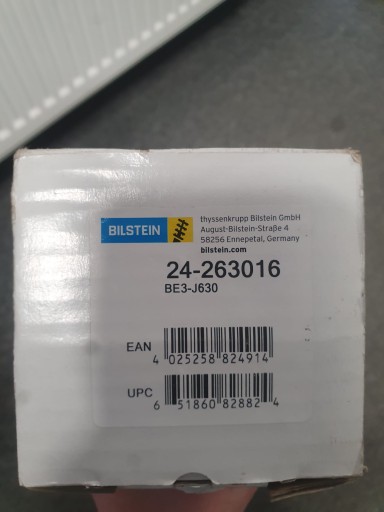 BILSTEIN
thyssenkrupp Bilstein GmbH
August-Bilstein-Straße 4
58256 Ennepetal, Germany
bilstein.com
24-263016
BE3-J630
EAN
4 025258 824914
UPC
6 51860 82882 4